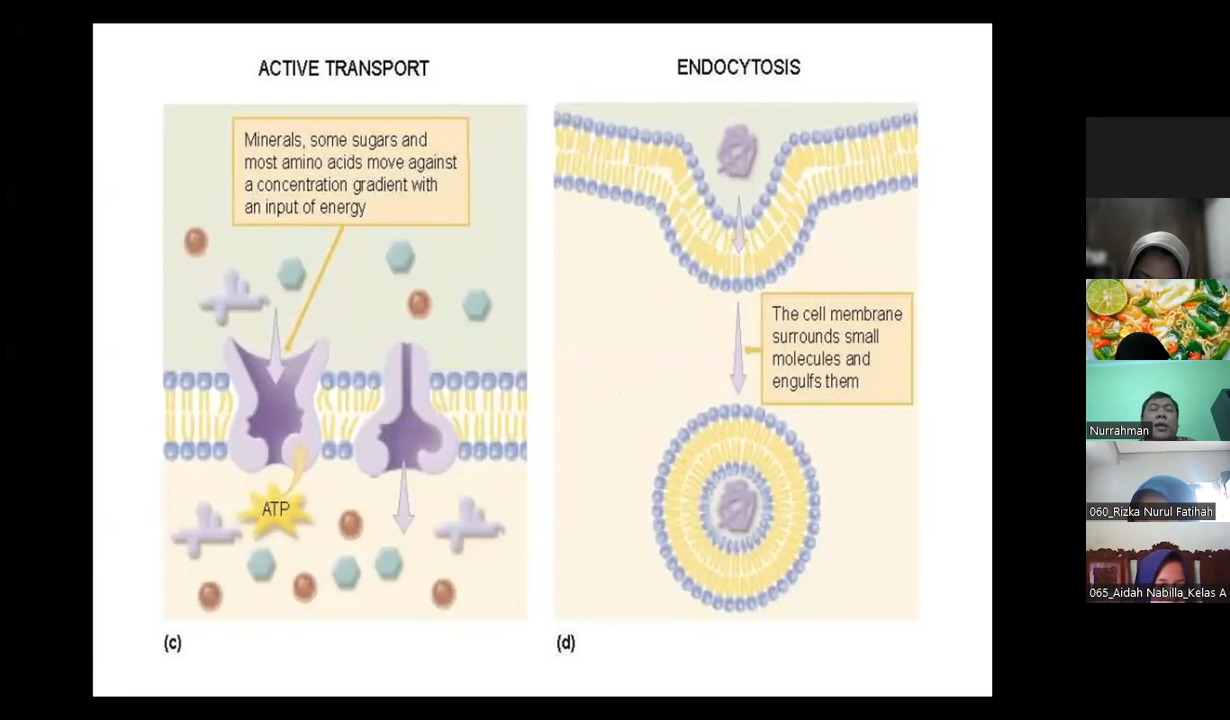 ACTIVE TRANSPORT
Minerals, some sugars and
most amino acids move against
a concentration gradient with
an input of energy
ATP
(c)
ENDOCYTOSIS
The cell membrane
surrounds small
molecules and
engulfs them
(d)
Nurrahman
060_Rizka Nurul Fatihah
065_Aidah Nabilla_Kelas A